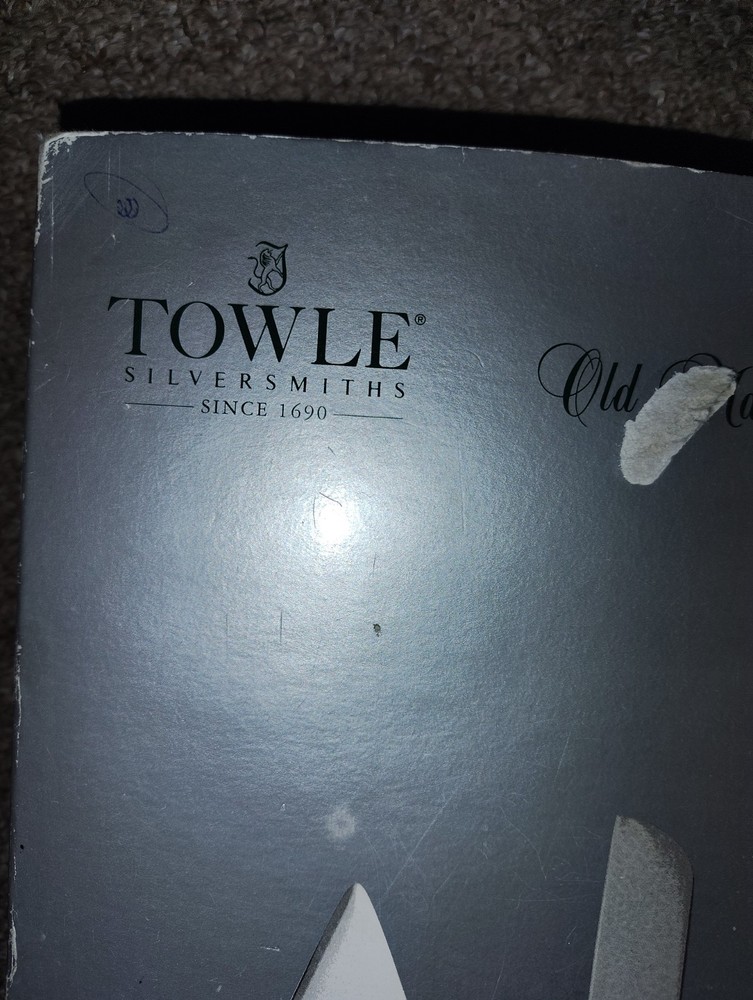 TOWLE®
SILVERSMITHS
SINCE 1690
Old